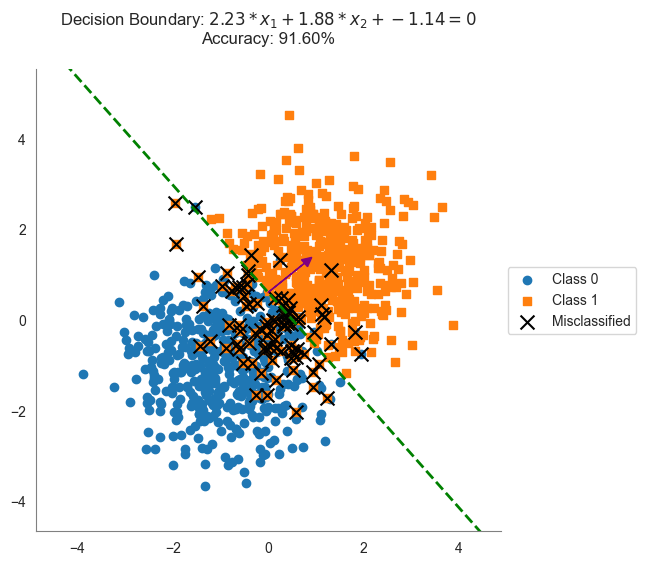 Decision Boundary: 2.23 * x₁ + 1.88 * x₂ + −1.14 = 0
Accuracy: 91.60%
4
2
0
−2
−4
−4
−2
0
2
4
Class 0
Class 1
Misclassified